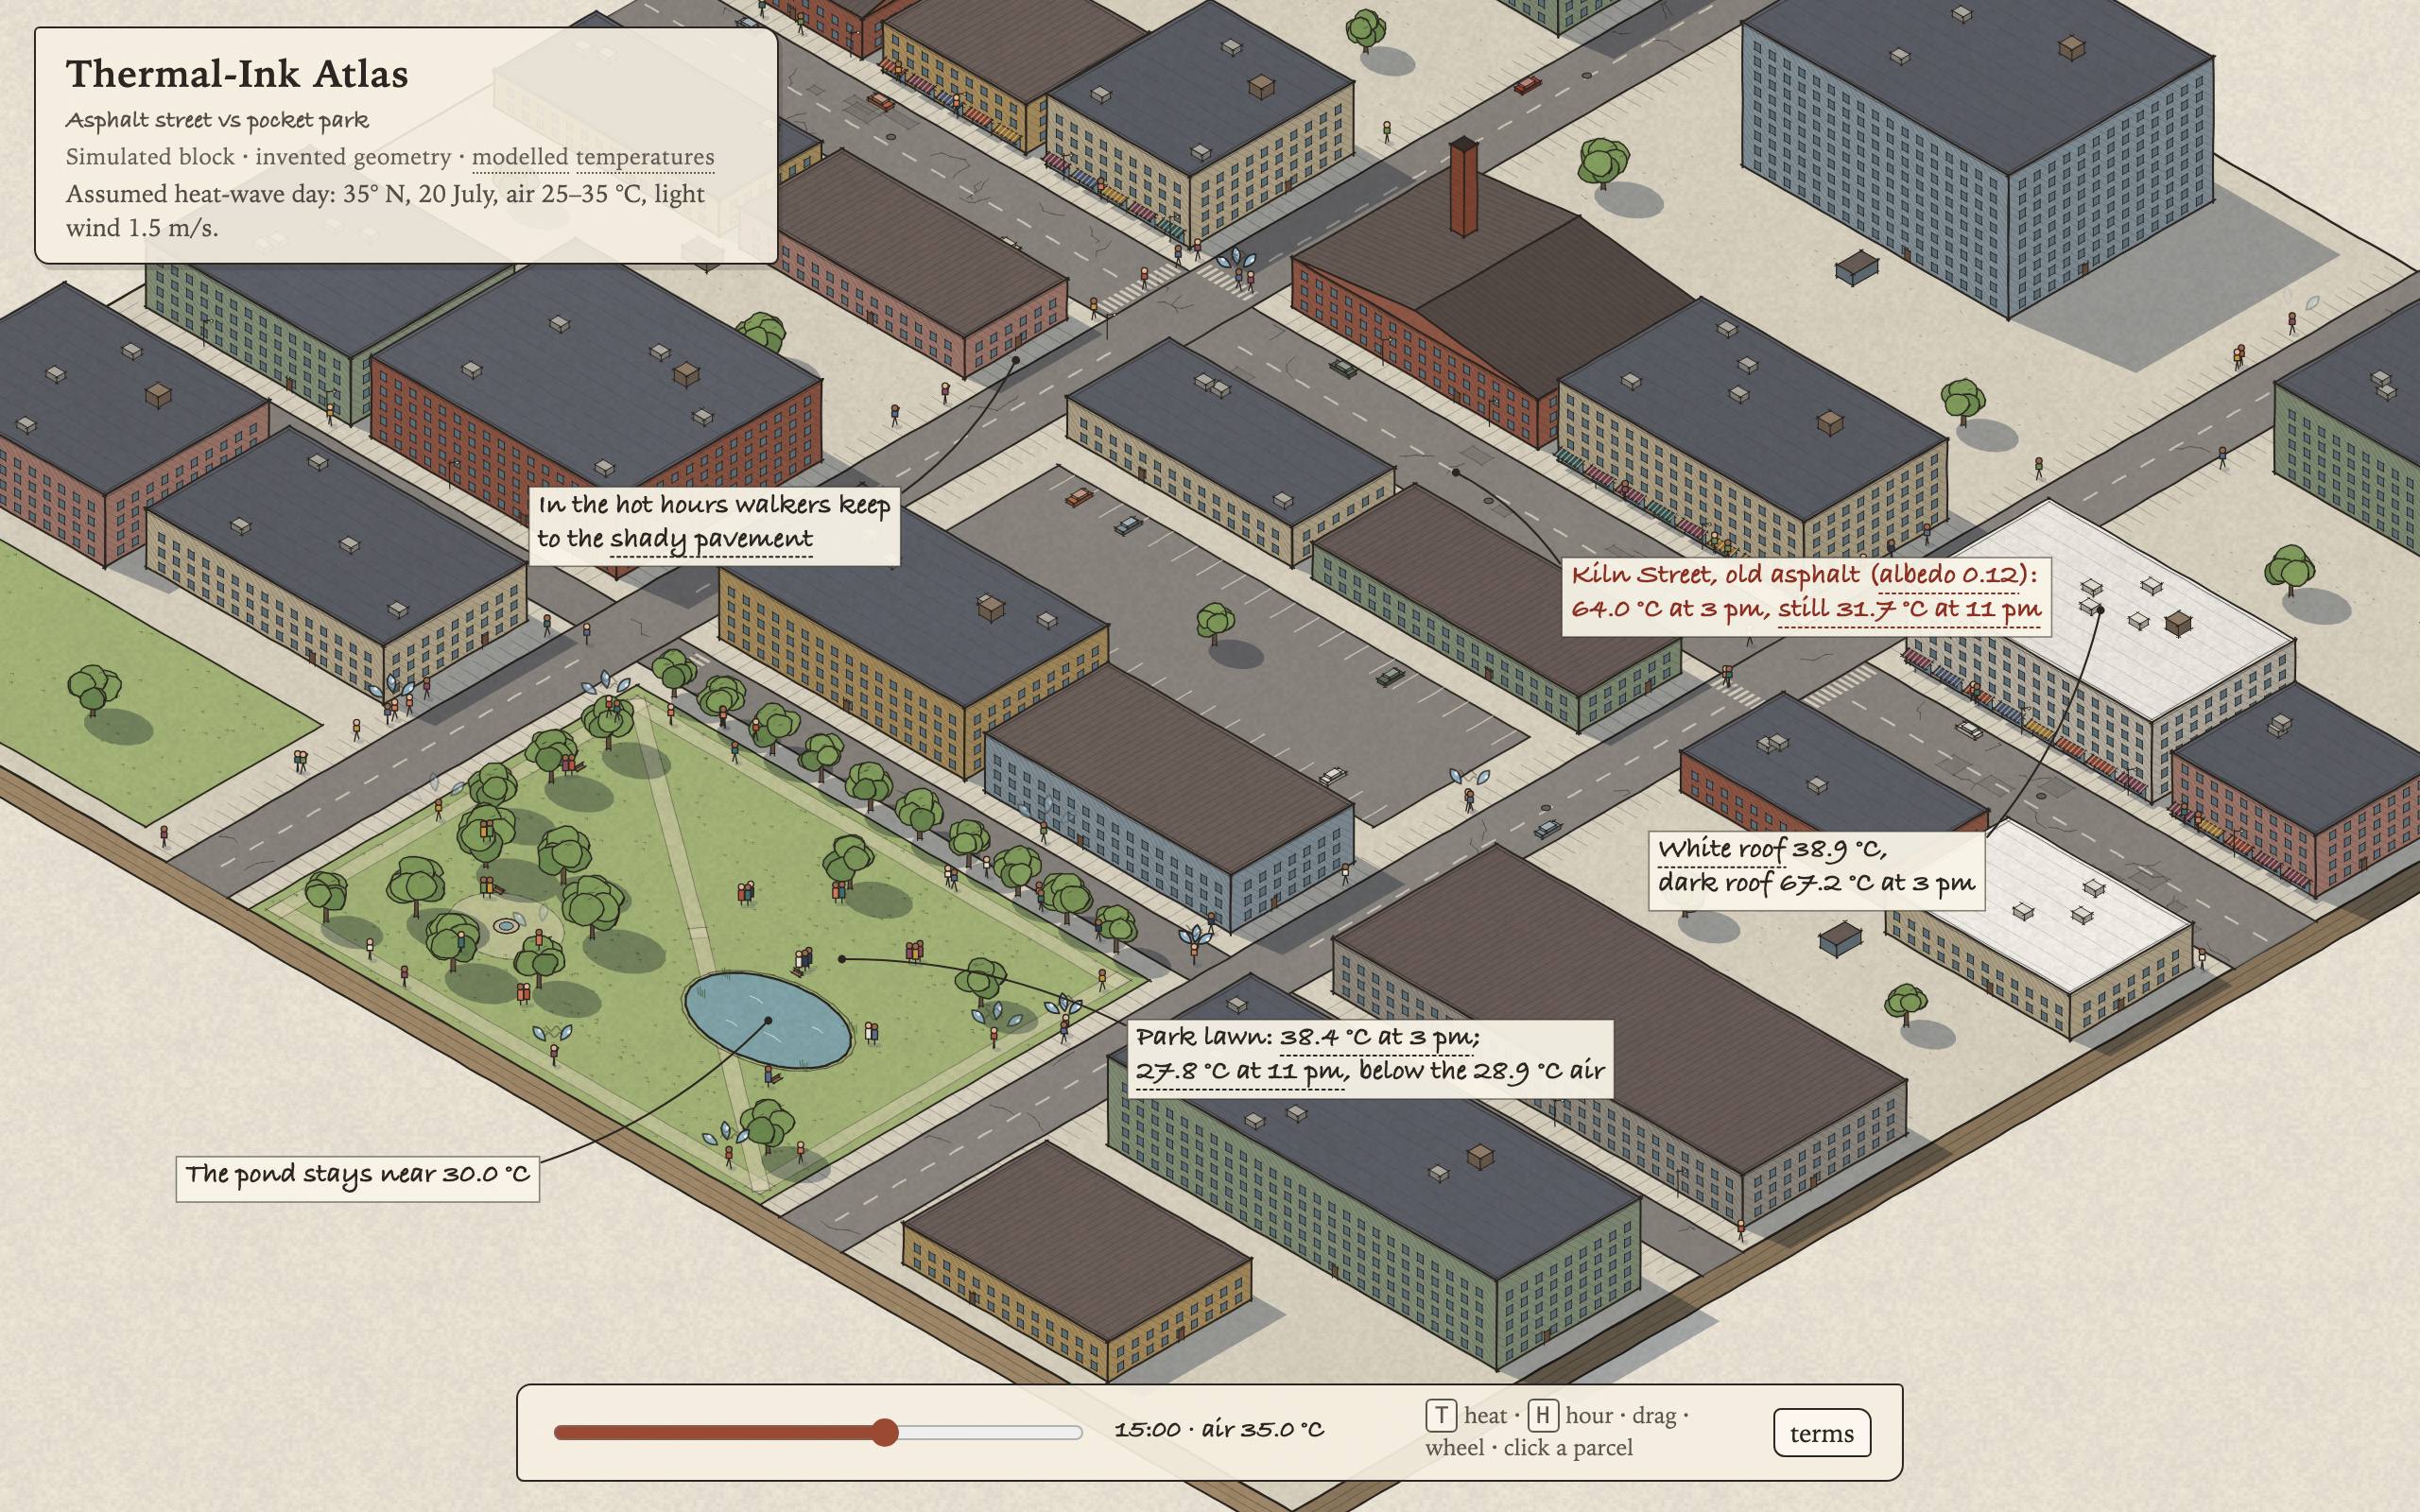 Thermal-Ink Atlas
Asphalt street vs pocket park
Simulated block · invented geometry · modelled temperatures
Assumed heat-wave day: 35° N, 20 July, air 25–35 °C, light
wind 1.5 m/s.
In the hot hours walkers keep
to the shady pavement
Kiln Street, old asphalt (albedo 0.12):
64.0 °C at 3 pm, still 31.7 °C at 11 pm
White roof 38.9 °C,
dark roof 67.2 °C at 3 pm
Park lawn: 38.4 °C at 3 pm;
27.8 °C at 11 pm, below the 28.9 °C air
The pond stays near 30.0 °C
15:00 · air 35.0 °C
T heat · H hour · drag ·
wheel · click a parcel
terms